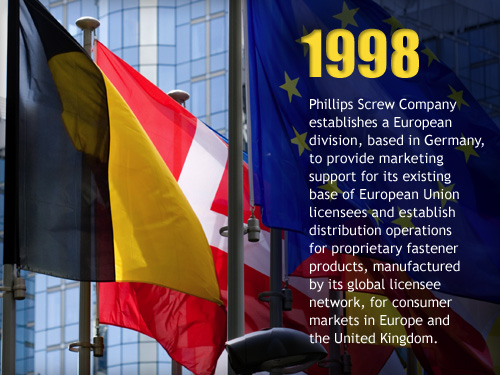 1998
Phillips Screw Company
establishes a European
division, based in Germany,
to provide marketing
support for its existing
base of European Union
licensees and establish
distribution operations
for proprietary fastener
products, manufactured
by its global licensee
network, for consumer
markets in Europe and
the United Kingdom.